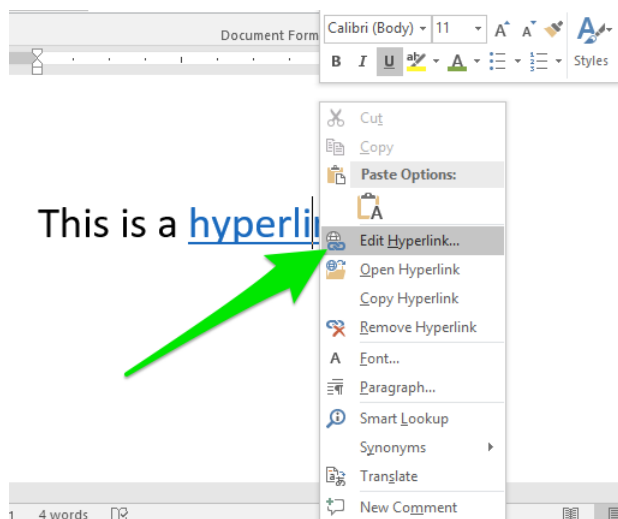 Document Form
Calibri (Body) 11 A A
B I U ab A Styles
Cut
Copy
Paste Options:
A
This is a hyperli
Edit Hyperlink...
Open Hyperlink
Copy Hyperlink
Remove Hyperlink
A Font...
Paragraph...
Smart Lookup
Synonyms
Translate
New Comment
1 4 words